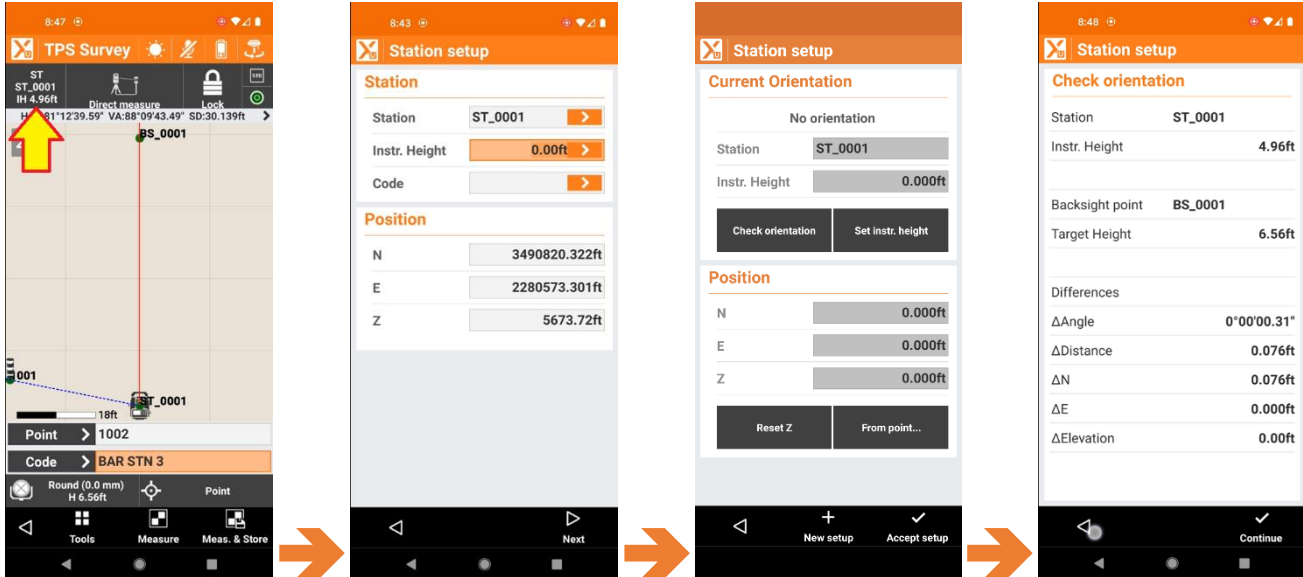 8:47
TPS Survey
ST
ST_0001
IH 4.96ft
Direct measure
Lock
81°12'39.59" VA:88°09'43.49" SD:30.139ft
BS_0001
001
ST_0001
18ft
Point
1002
Code
BAR STN 3
Round (0.0 mm)
H 6.56ft
Point
Tools
Measure
Meas. & Store
8:43
Station setup
Station
Station
ST_0001
Instr. Height
0.00ft
Code
Position
N
3490820.322ft
E
2280573.301ft
Z
5673.72ft
Next
Station setup
Current Orientation
No orientation
Station
ST_0001
Instr. Height
0.000ft
Check orientation
Set instr. height
Position
N
0.000ft
E
0.000ft
Z
0.000ft
Reset Z
From point...
New setup
Accept setup
8:48
Station setup
Check orientation
Station
ST_0001
Instr. Height
4.96ft
Backsight point
BS_0001
Target Height
6.56ft
Differences
ΔAngle
0°00'00.31"
ΔDistance
0.076ft
ΔN
0.076ft
ΔE
0.000ft
ΔElevation
0.00ft
Continue